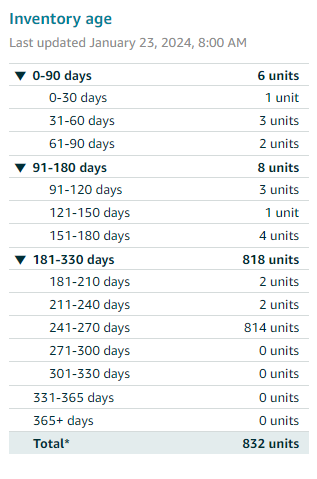 Inventory age
Last updated January 23, 2024, 8:00 AM
▼ 0-90 days 6 units
0-30 days 1 unit
31-60 days 3 units
61-90 days 2 units
▼ 91-180 days 8 units
91-120 days 3 units
121-150 days 1 unit
151-180 days 4 units
▼ 181-330 days 818 units
181-210 days 2 units
211-240 days 2 units
241-270 days 814 units
271-300 days 0 units
301-330 days 0 units
331-365 days 0 units
365+ days 0 units
Total* 832 units